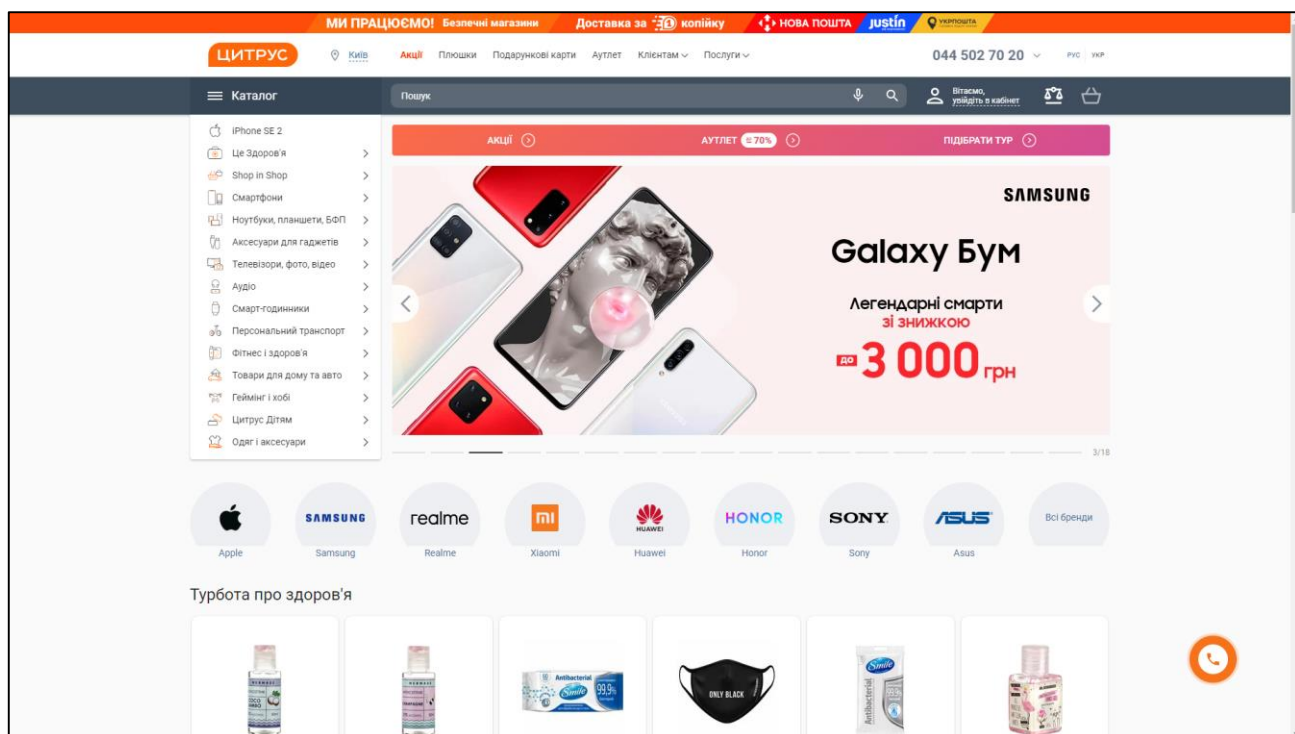 МИ ПРАЦЮЄМО! Безпечні магазини Доставка за 1 копійку НОВА ПОШТА justin УКРПОШТА
ЦИТРУС Київ Акції Плюшки Подарункові карти Аутлет Клієнтам Послуги 044 502 70 20 РУС УКР
Каталог Пошук Вітаємо,
увійдіть в кабінет
iPhone SE 2
Це Здоров'я
Shop in Shop
Смартфони
Ноутбуки, планшети, БФП
Аксесуари для гаджетів
Телевізори, фото, відео
Аудіо
Смарт-годинники
Персональний транспорт
Фітнес і здоров'я
Товари для дому та авто
Геймінг і хобі
Цитрус Дітям
Одяг і аксесуари
АКЦІЇ АУТЛЕТ 70% ПІДІБРАТИ ТУР
SAMSUNG
Galaxy Бум
Легендарні смарти
зі знижкою
до 3 000 грн
3/18
SAMSUNG realme mi HUAWEI HONOR SONY ASUS Всі бренди
Apple Samsung Realme Xiaomi Huawei Honor Sony Asus
Турбота про здоров'я
Antibacterial
Smile
99,9%
ONLY BLACK
Smile
Antibacterial